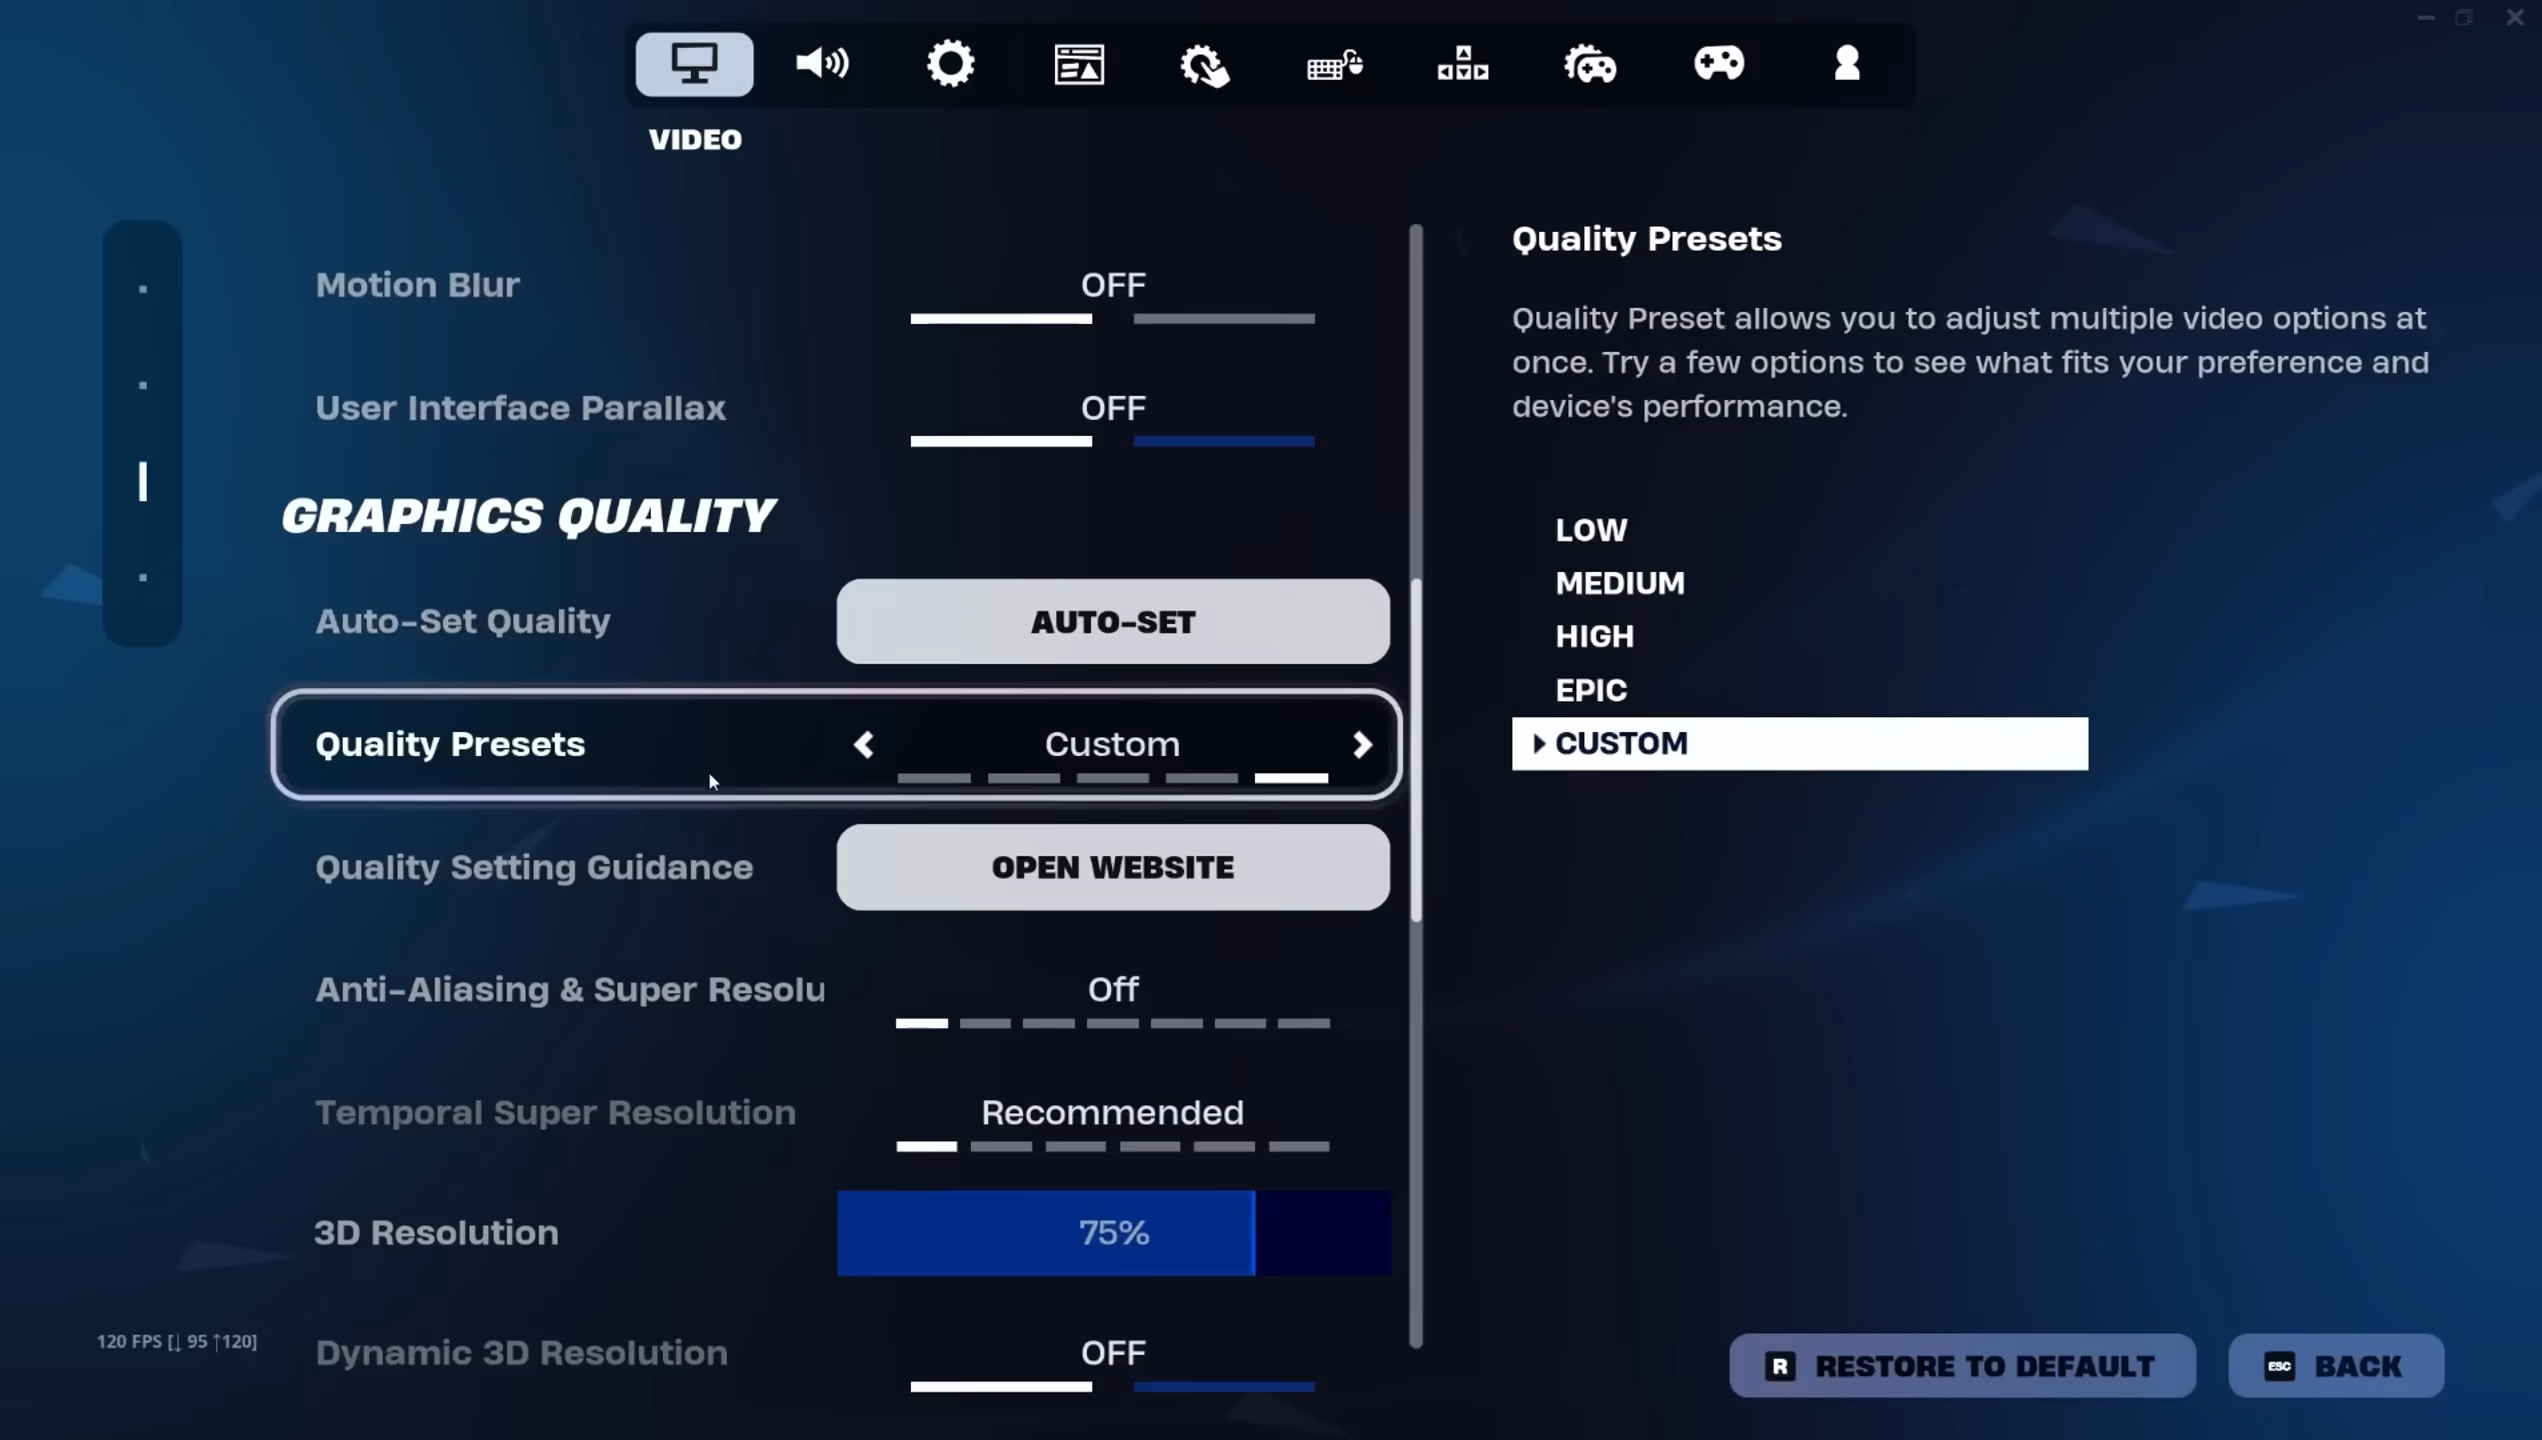 VIDEO
Motion Blur
OFF
User Interface Parallax
OFF
GRAPHICS QUALITY
Auto-Set Quality
AUTO-SET
Quality Presets
Custom
Quality Setting Guidance
OPEN WEBSITE
Anti-Aliasing & Super Resolu
Off
Temporal Super Resolution
Recommended
3D Resolution
75%
Dynamic 3D Resolution
OFF
Quality Presets
Quality Preset allows you to adjust multiple video options at
once. Try a few options to see what fits your preference and
device's performance.
LOW
MEDIUM
HIGH
EPIC
CUSTOM
120 FPS [↓ 95 ↑120]
R RESTORE TO DEFAULT
ESC BACK